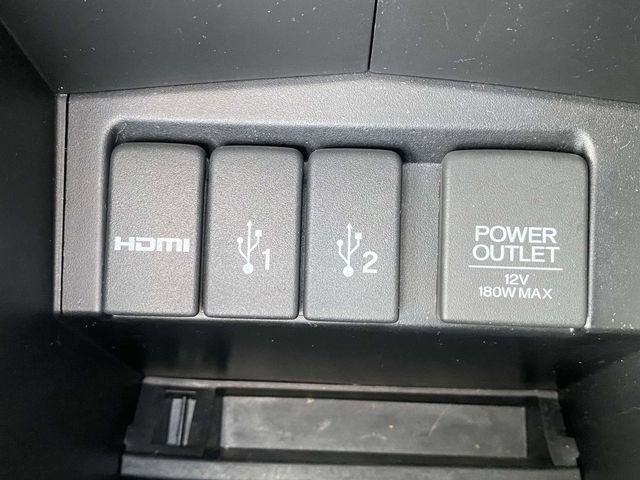 HDMI
1
2
POWER
OUTLET
12V
180W MAX